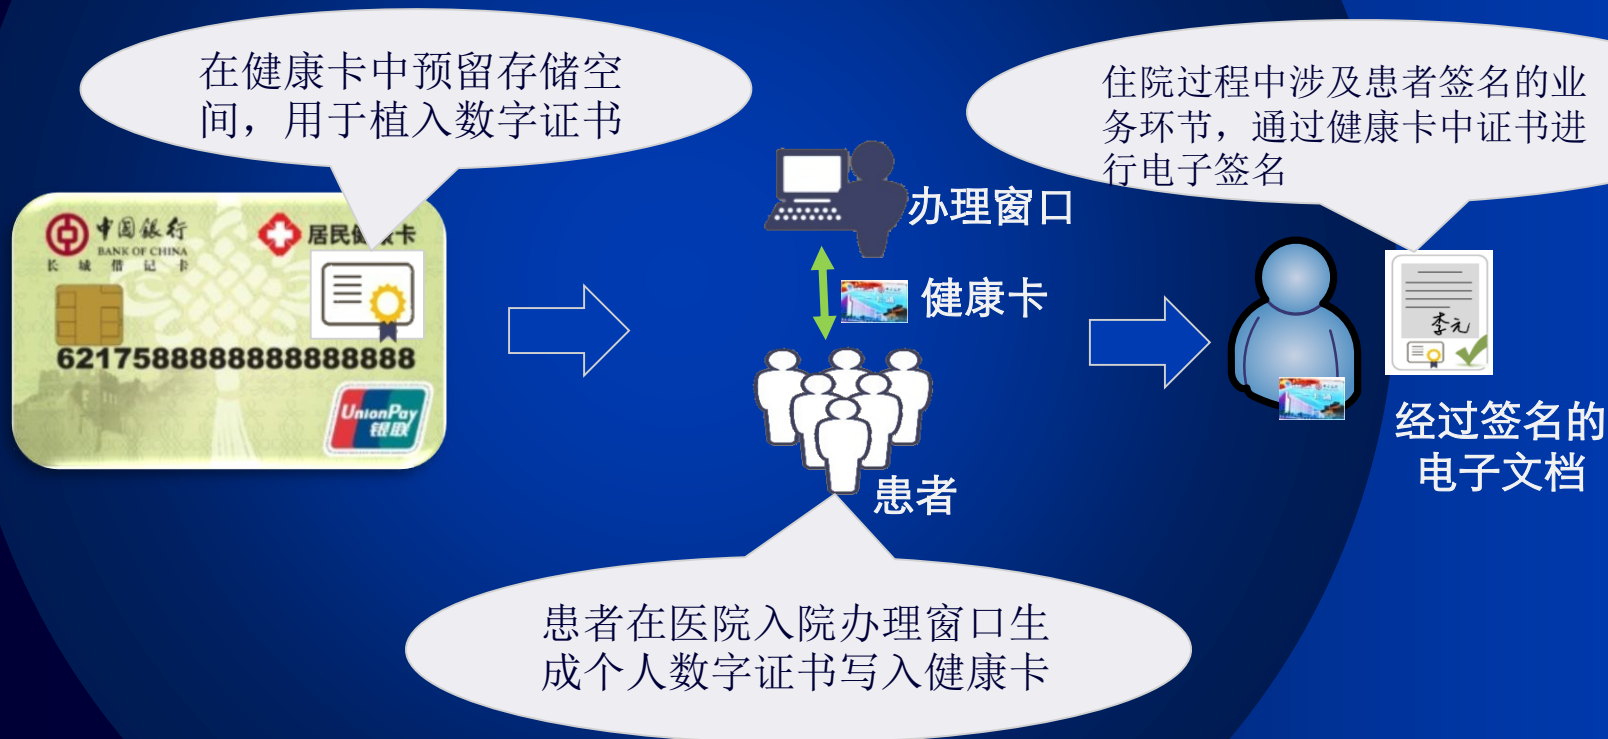 在健康卡中预留存储空
间，用于植入数字证书
中国銀行
BANK OF CHINA
长城借记卡
居民健康卡
6217588888888888888
UnionPay
银联
办理窗口
健康卡
患者
患者在医院入院办理窗口生
成个人数字证书写入健康卡
住院过程中涉及患者签名的业
务环节，通过健康卡中证书进
行电子签名
李元
经过签名的
电子文档